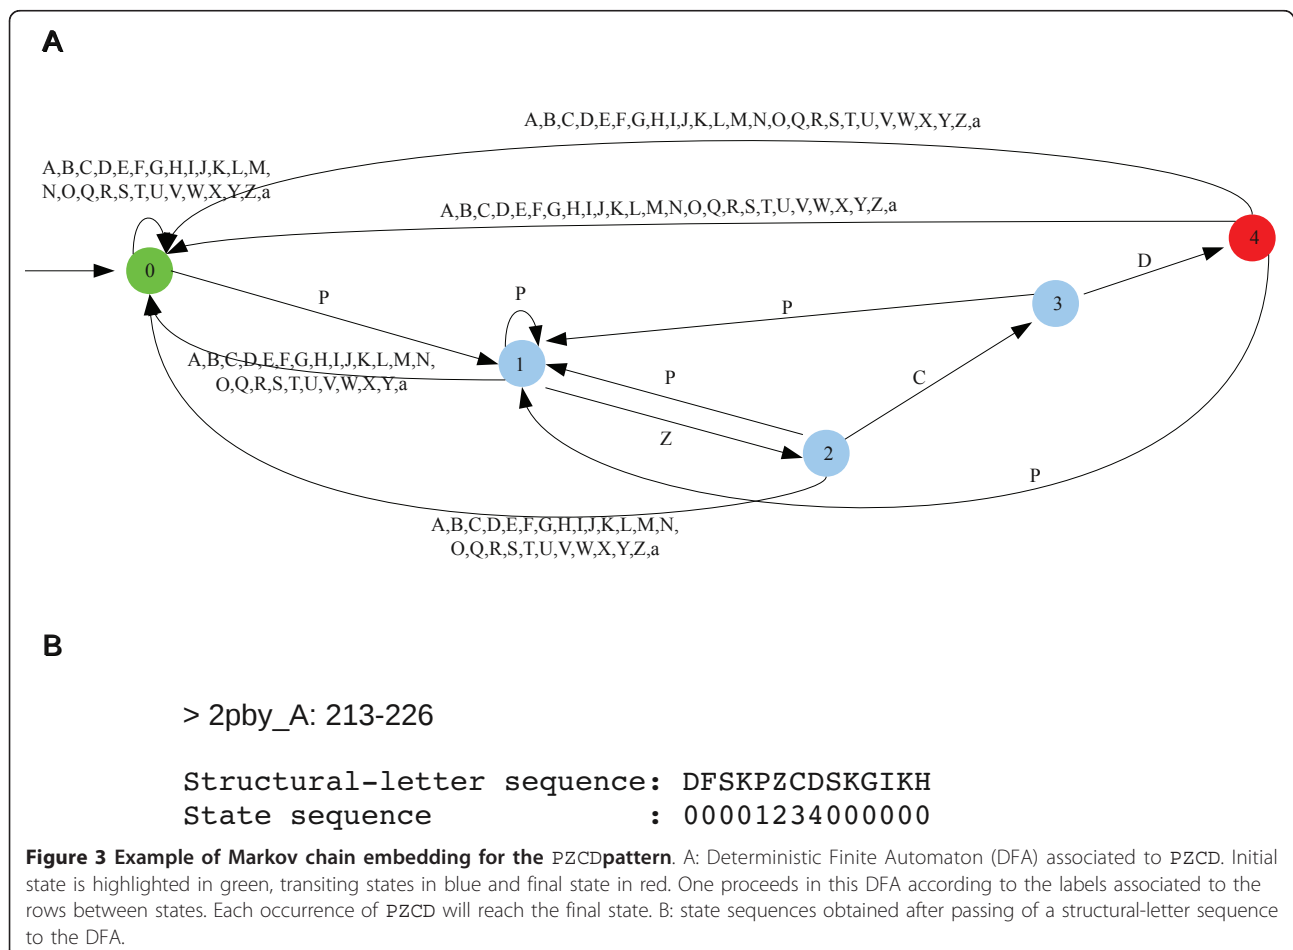 A
A,B,C,D,E,F,G,H,I,J,K,L,M,N,O,Q,R,S,T,U,V,W,X,Y,Z,a
A,B,C,D,E,F,G,H,I,J,K,L,M,
N,O,Q,R,S,T,U,V,W,X,Y,Z,a
A,B,C,D,E,F,G,H,I,J,K,L,M,N,O,Q,R,S,T,U,V,W,X,Y,Z,a
4
0
D
P
P
P
3
A,B,C,D,E,F,G,H,I,J,K,L,M,N,
O,Q,R,S,T,U,V,W,X,Y,a
1
P
C
Z
2
P
A,B,C,D,E,F,G,H,I,J,K,L,M,N,
O,Q,R,S,T,U,V,W,X,Y,Z,a
B
> 2pby_A: 213-226
Structural-letter sequence: DFSKPZCDSKGIKH
State sequence : 00001234000000
Figure 3 Example of Markov chain embedding for the PZCDpattern. A: Deterministic Finite Automaton (DFA) associated to PZCD. Initial
state is highlighted in green, transiting states in blue and final state in red. One proceeds in this DFA according to the labels associated to the
rows between states. Each occurrence of PZCD will reach the final state. B: state sequences obtained after passing of a structural-letter sequence
to the DFA.